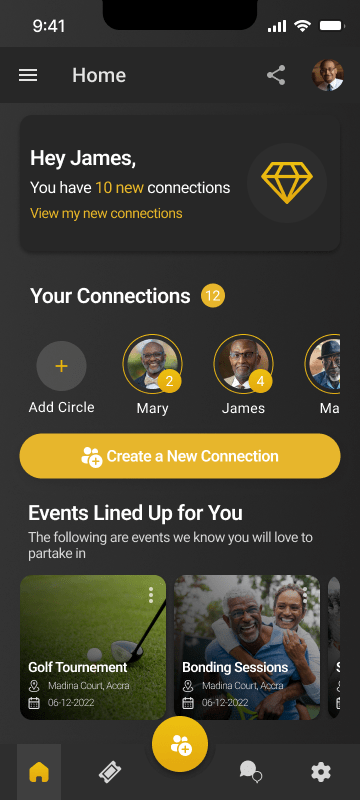 9:41
Home
Hey James,
You have 10 new connections
View my new connections
Your Connections 12
2
4
+
Add Circle
Mary
James
Ma
Create a New Connection
Events Lined Up for You
The following are events we know you will love to
partake in
Golf Tournement
Madina Court, Accra
06-12-2022
Bonding Sessions
Madina Court, Accra
06-12-2022
S